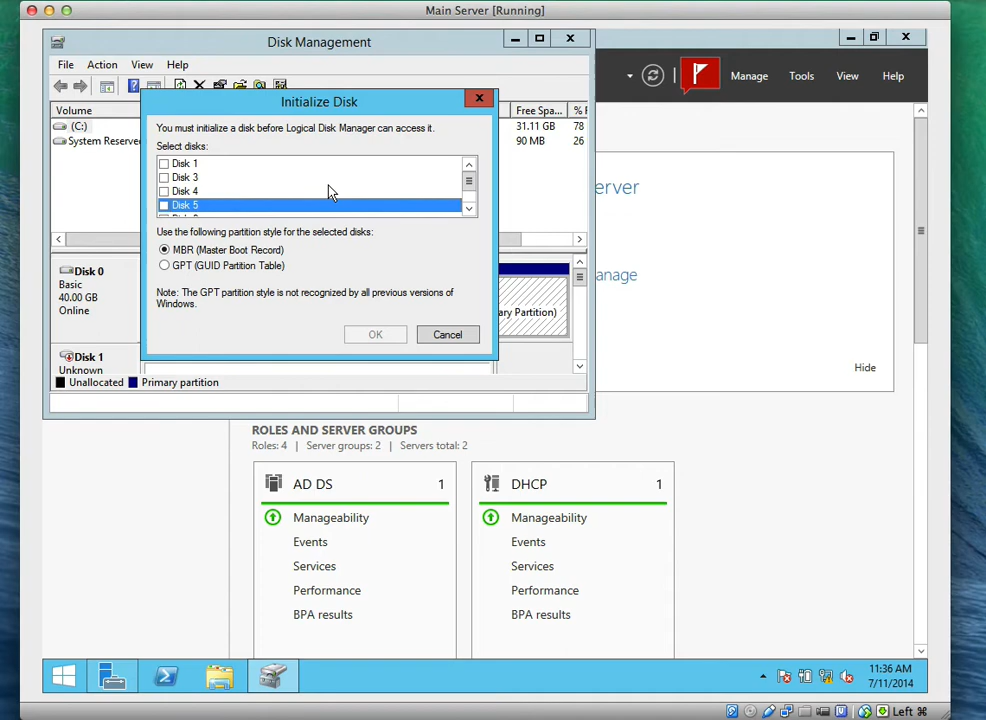 Main Server [Running]
Disk Management
File Action View Help
Manage Tools View Help
Initialize Disk
Volume
Free Spa... % F
(C:)
31.11 GB 78
System Reserve
90 MB 26
You must initialize a disk before Logical Disk Manager can access it.
Select disks:
Disk 1
Disk 3
Disk 4
Disk 5
Use the following partition style for the selected disks:
MBR (Master Boot Record)
GPT (GUID Partition Table)
Note: The GPT partition style is not recognized by all previous versions of
Windows.
OK Cancel
erver
anage
Disk 0
Basic
40.00 GB
Online
ry Partition)
Disk 1
Unknown
Unallocated Primary partition
Hide
ROLES AND SERVER GROUPS
Roles: 4 | Server groups: 2 | Servers total: 2
AD DS 1
Manageability
Events
Services
Performance
BPA results
DHCP 1
Manageability
Events
Services
Performance
BPA results
11:36 AM
7/11/2014
Left ⌘